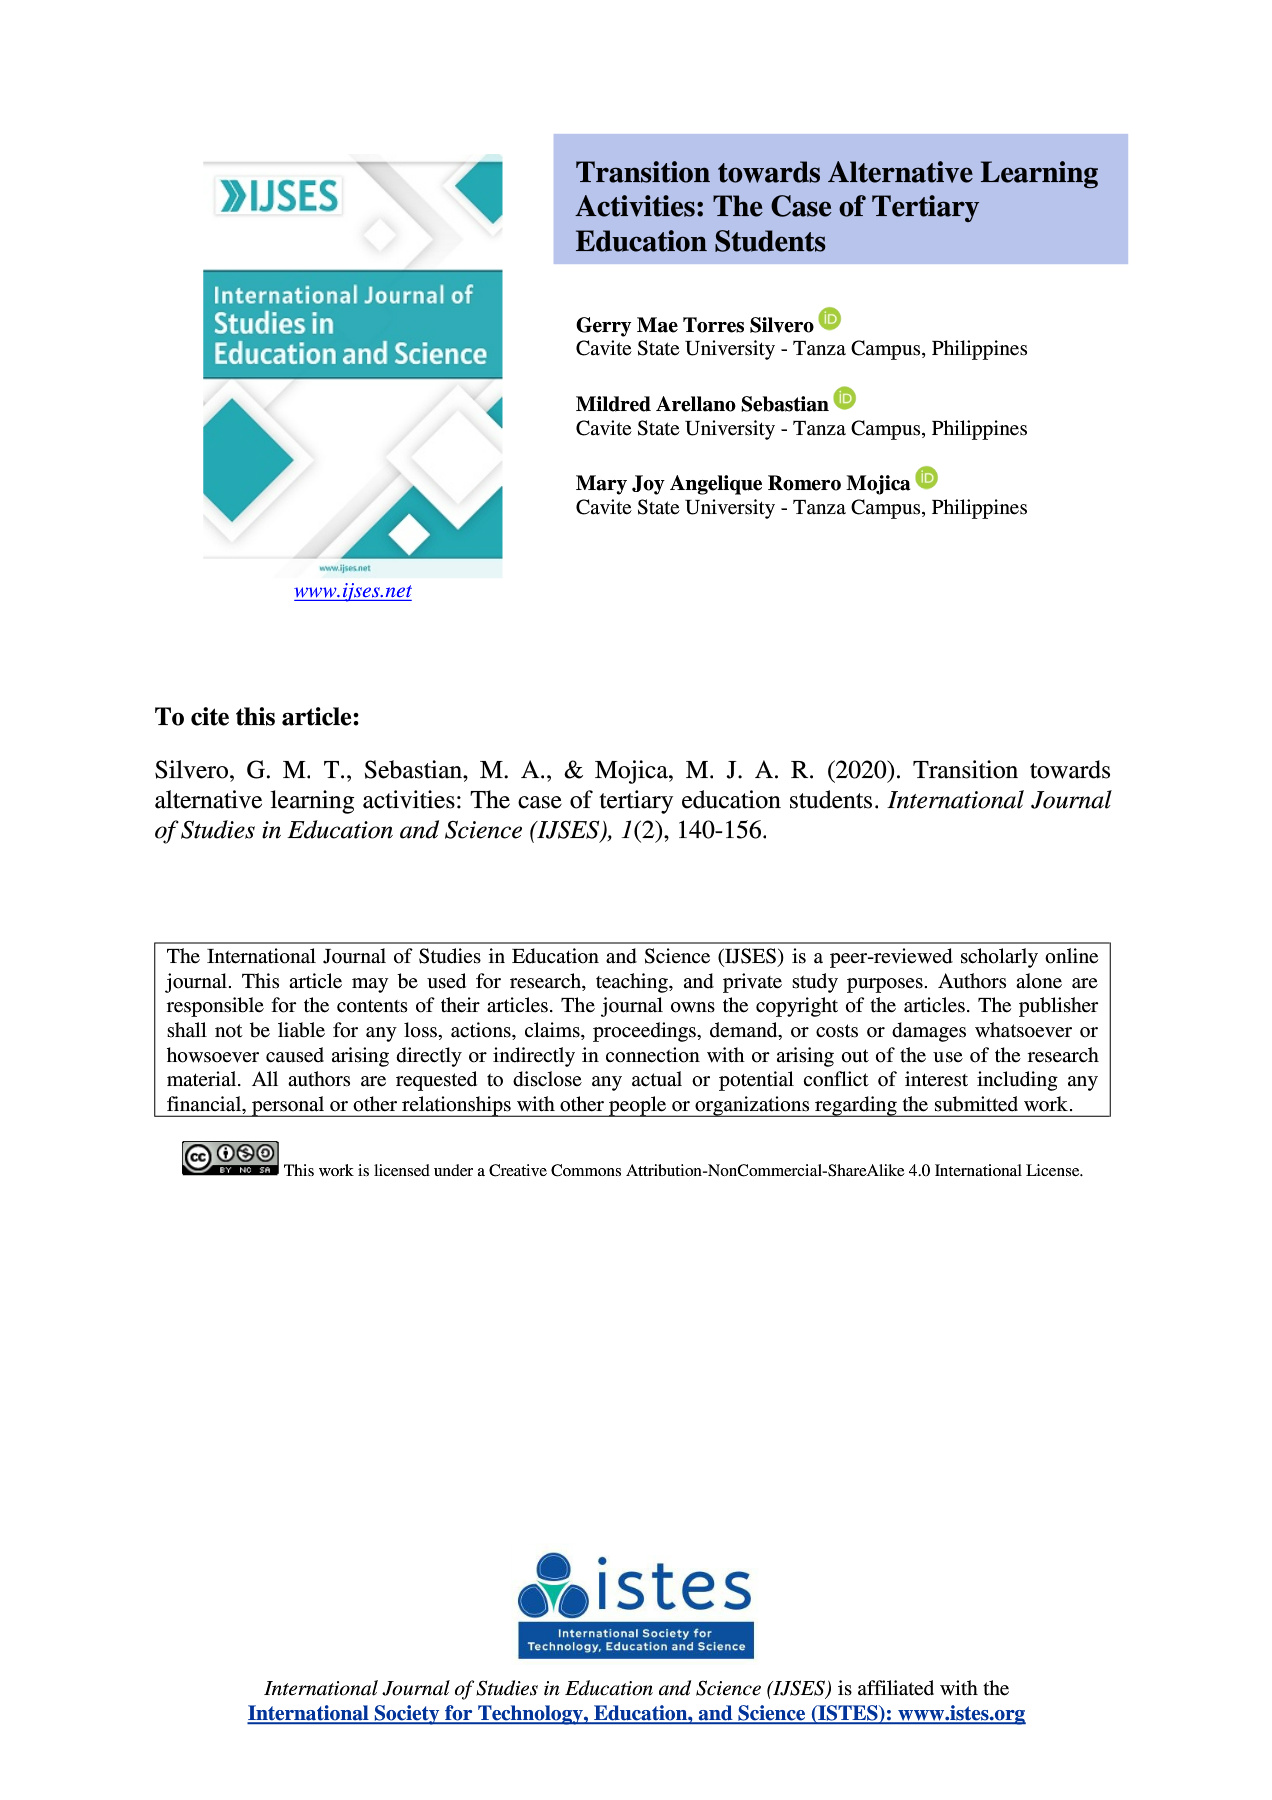 IJSES
International Journal of
Studies in
Education and Science
www.ijses.net
www.ijses.net
Transition towards Alternative Learning
Activities: The Case of Tertiary
Education Students
Gerry Mae Torres Silvero iD
Cavite State University - Tanza Campus, Philippines
Mildred Arellano Sebastian iD
Cavite State University - Tanza Campus, Philippines
Mary Joy Angelique Romero Mojica iD
Cavite State University - Tanza Campus, Philippines
To cite this article:
Silvero, G. M. T., Sebastian, M. A., & Mojica, M. J. A. R. (2020). Transition towards
alternative learning activities: The case of tertiary education students. International Journal
of Studies in Education and Science (IJSES), 1(2), 140-156.
The International Journal of Studies in Education and Science (IJSES) is a peer-reviewed scholarly online
journal. This article may be used for research, teaching, and private study purposes. Authors alone are
responsible for the contents of their articles. The journal owns the copyright of the articles. The publisher
shall not be liable for any loss, actions, claims, proceedings, demand, or costs or damages whatsoever or
howsoever caused arising directly or indirectly in connection with or arising out of the use of the research
material. All authors are requested to disclose any actual or potential conflict of interest including any
financial, personal or other relationships with other people or organizations regarding the submitted work.
cc BY NC SA This work is licensed under a Creative Commons Attribution-NonCommercial-ShareAlike 4.0 International License.
istes
International Society for
Technology, Education and Science
International Journal of Studies in Education and Science (IJSES) is affiliated with the
International Society for Technology, Education, and Science (ISTES): www.istes.org